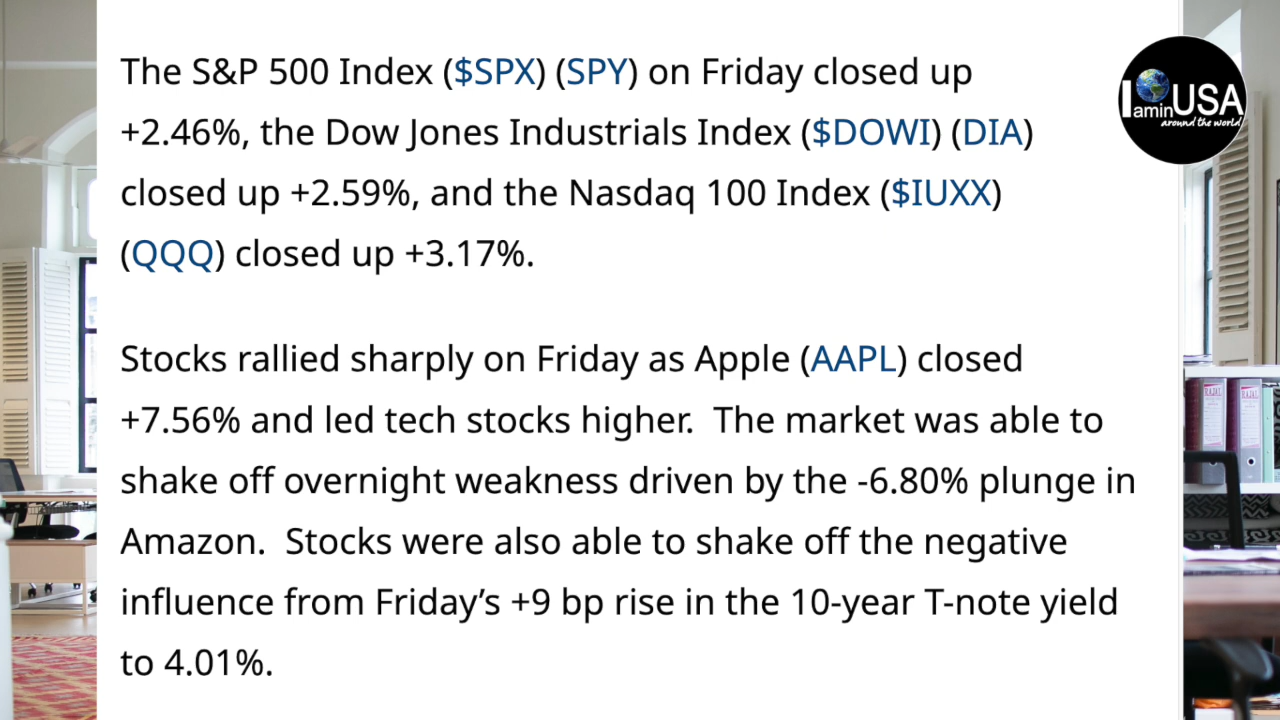 The S&P 500 Index ($SPX) (SPY) on Friday closed up
+2.46%, the Dow Jones Industrials Index ($DOWI) (DIA)
closed up +2.59%, and the Nasdaq 100 Index ($IUXX)
(QQQ) closed up +3.17%.
Stocks rallied sharply on Friday as Apple (AAPL) closed
+7.56% and led tech stocks higher.  The market was able to
shake off overnight weakness driven by the -6.80% plunge in
Amazon.  Stocks were also able to shake off the negative
influence from Friday’s +9 bp rise in the 10-year T-note yield
to 4.01%.
I aminUSA
around the world